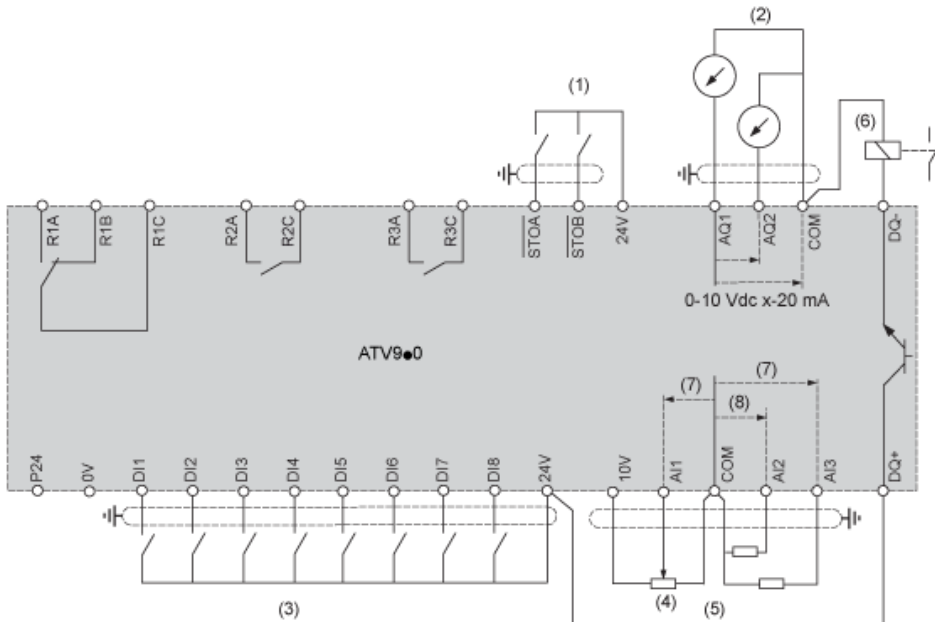 (2)
(1)
(6)
R1A
R1B
R1C
R2A
R2C
R3A
R3C
STOA
STOB
24V
AQ1
AQ2
COM
DQ-
0-10 Vdc x-20 mA
ATV9●0
(7)
(7)
(8)
P24
0V
DI1
DI2
DI3
DI4
DI5
DI6
DI7
DI8
24V
10V
AI1
COM
AI2
AI3
DQ+
(3)
(4)
(5)